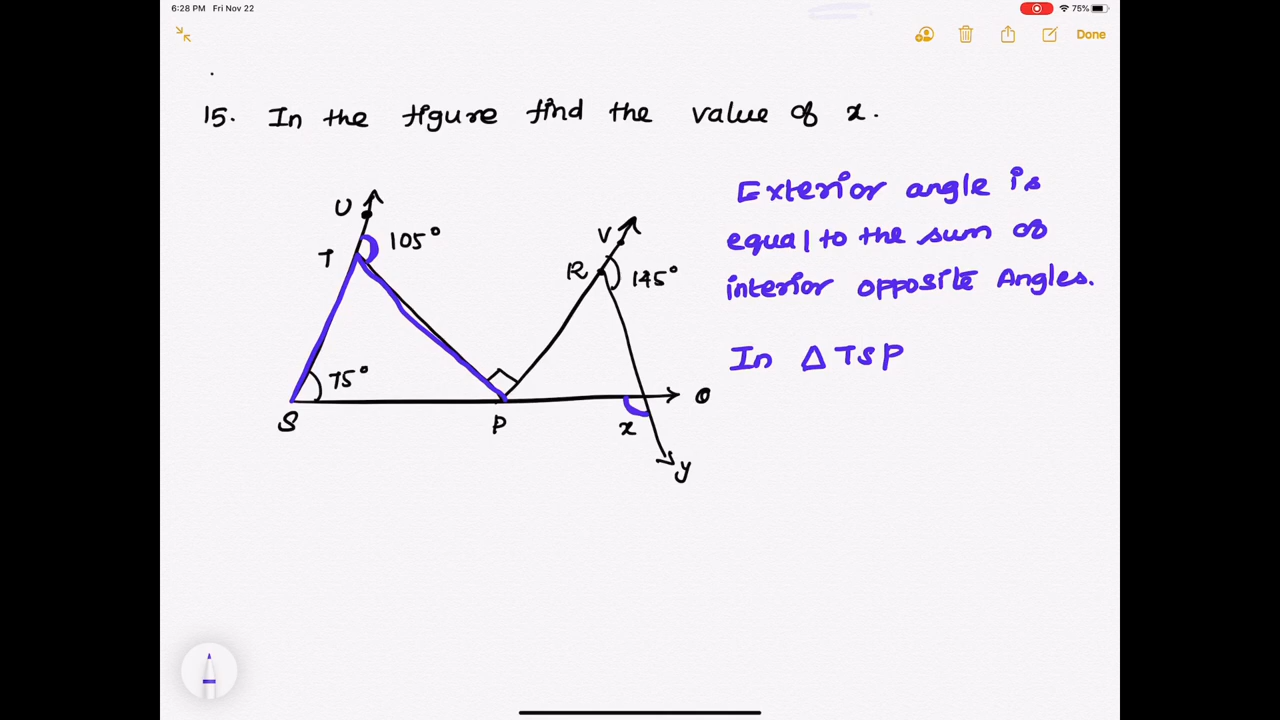 6:28 PM Fri Nov 22
75%
Done
15. In the figure find the value of x.
U
105°
T
V
R
145°
75°
S
P
x
Q
y
Exterior angle is
equal to the sum of
interior opposite Angles.
In Δ TSP